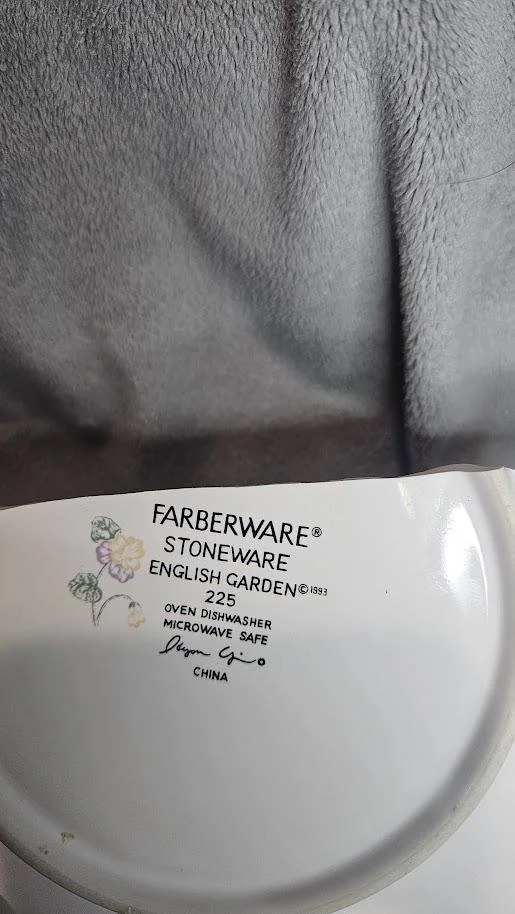 FARBERWARE®
STONEWARE
ENGLISH GARDEN© 1993
225
OVEN DISHWASHER
MICROWAVE SAFE
CHINA